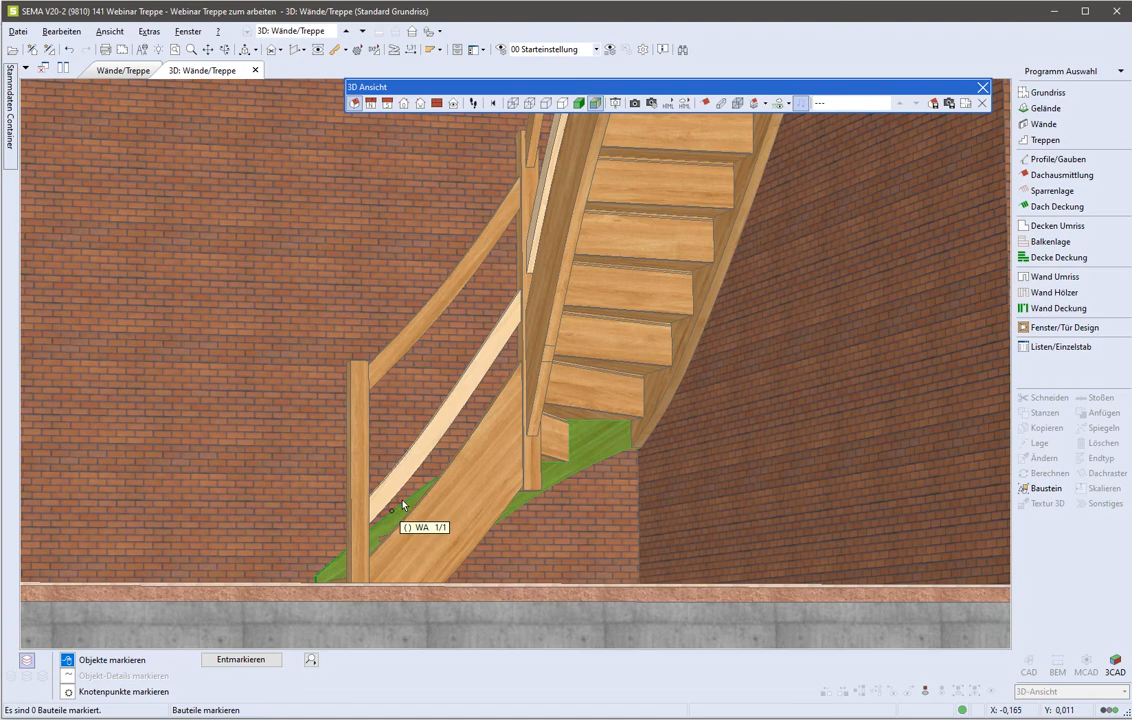 SEMA V20-2 (9810) 141 Webinar Treppe - Webinar Treppe zum arbeiten - 3D: Wände/Treppe (Standard Grundriss)
Datei Bearbeiten Ansicht Extras Fenster ? 3D: Wände/Treppe
00 Starteinstellung
Wände/Treppe 3D: Wände/Treppe
Stammdaten Container
3D Ansicht
---
() WA 1/1
Programm Auswahl
Grundriss
Gelände
Wände
Treppen
Profile/Gauben
Dachausmittlung
Sparrenlage
Dach Deckung
Decken Umriss
Balkenlage
Decke Deckung
Wand Umriss
Wand Hölzer
Wand Deckung
Fenster/Tür Design
Listen/Einzelstab
Schneiden Stoßen
Stanzen Anfügen
Kopieren Spiegeln
Lage Löschen
Ändern Endtyp
Berechnen Dachraster
Baustein Skalieren
Textur 3D Sonstiges
CAD BEM MCAD 3CAD
3D-Ansicht
Objekte markieren Entmarkieren
Objekt-Details markieren
Knotenpunkte markieren
Es sind 0 Bauteile markiert. Bauteile markieren X: -0,165 Y: 0,011